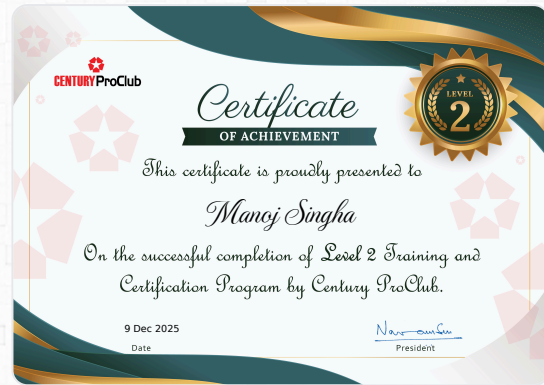 CENTURY ProClub
Certificate
OF ACHIEVEMENT
LEVEL
2
This certificate is proudly presented to
Manoj Singha
On the successful completion of Level 2 Training and
Certification Program by Century ProClub.
9 Dec 2025
Date
President